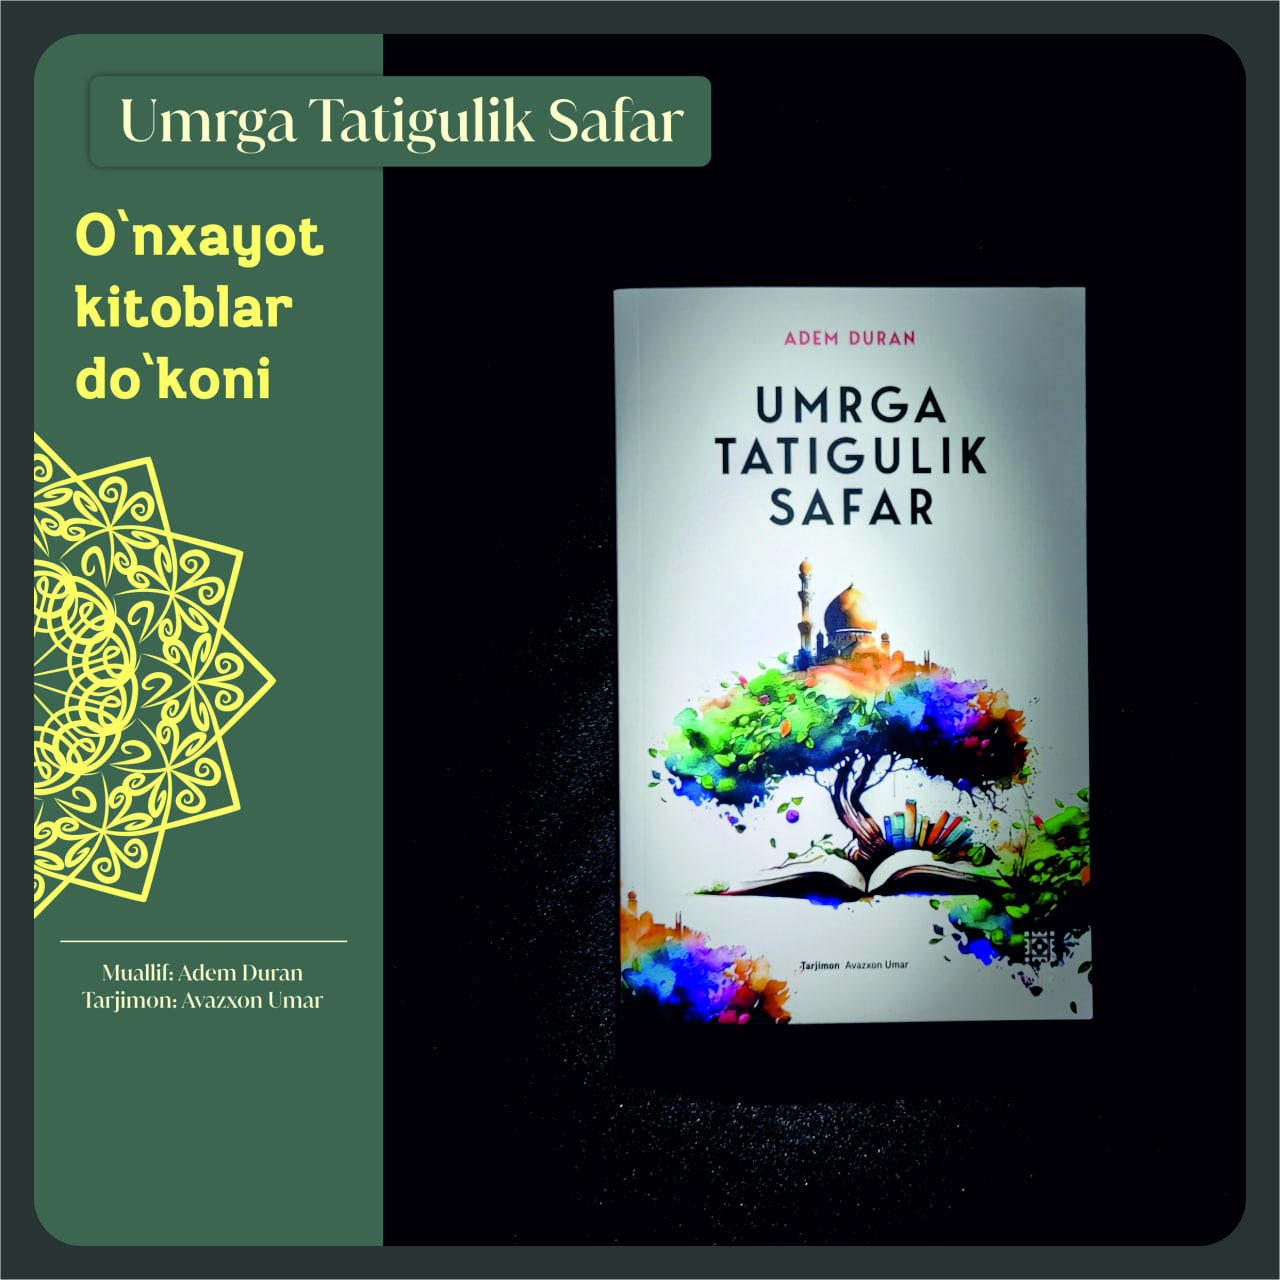 Umrga Tatigulik Safar
O`nxayot
kitoblar
do`koni
Muallif: Adem Duran
Tarjimon: Avazxon Umar
ADEM DURAN
UMRGA
TATIGULIK
SAFAR
Tarjimon Avazxon Umar